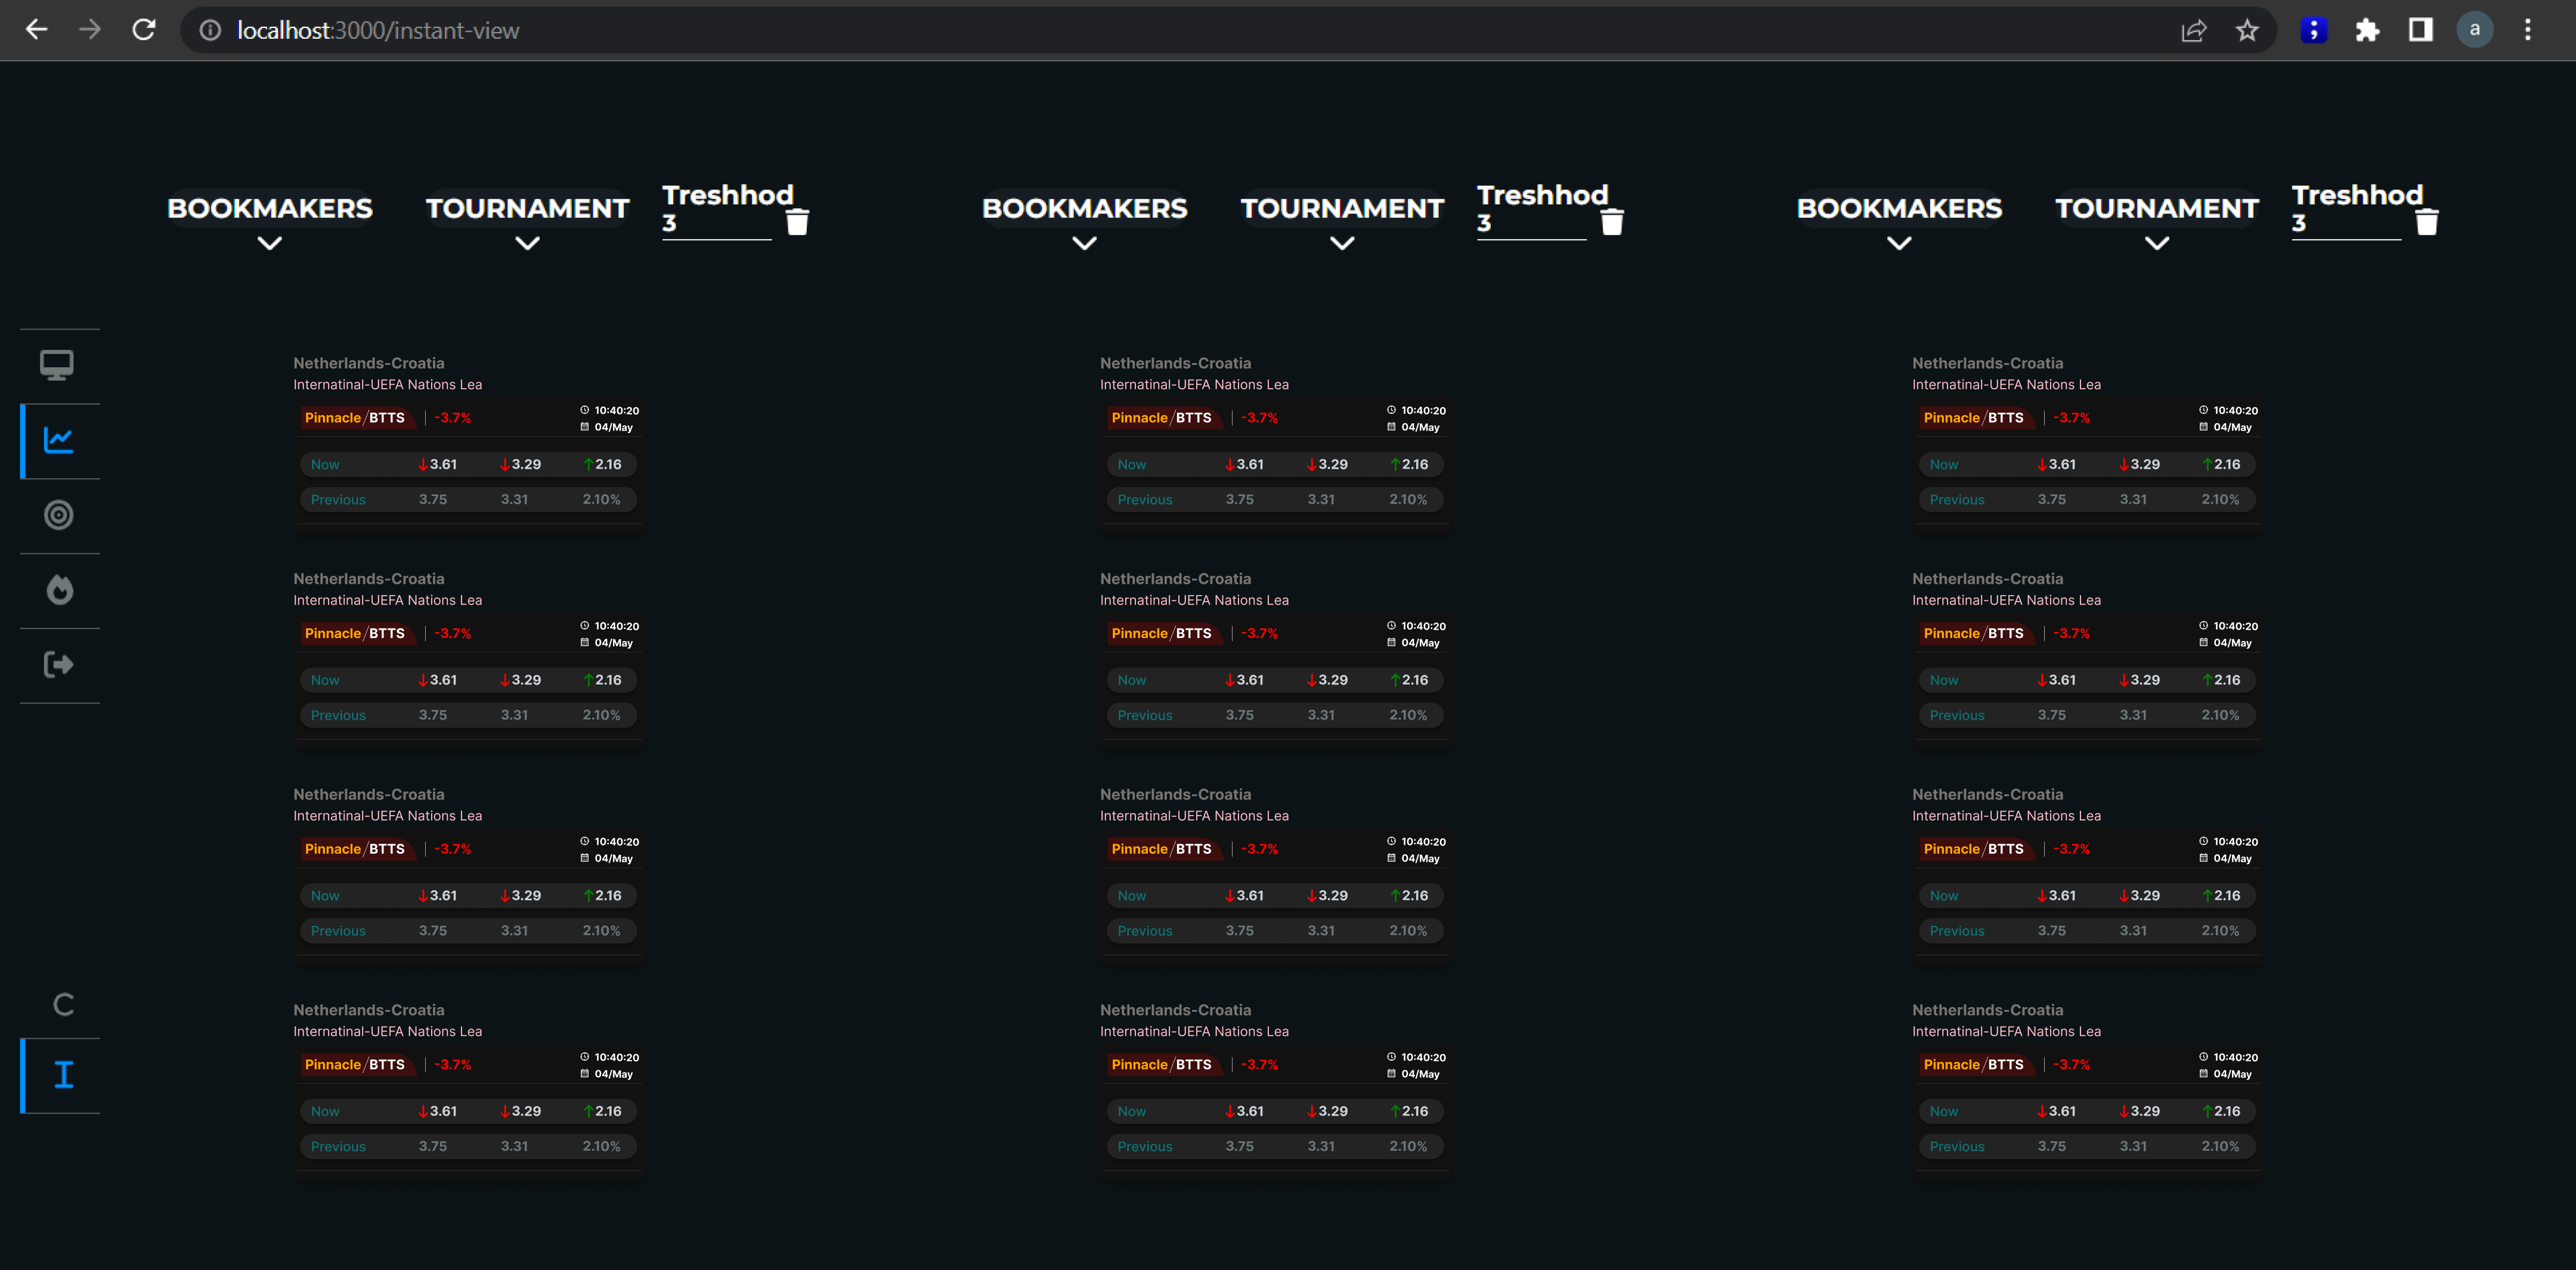 localhost:3000/instant-view
a
BOOKMAKERS TOURNAMENT Treshhod 3
BOOKMAKERS TOURNAMENT Treshhod 3
BOOKMAKERS TOURNAMENT Treshhod 3
Netherlands-Croatia Netherlands-Croatia Netherlands-Croatia
Internatinal-UEFA Nations Lea Internatinal-UEFA Nations Lea Internatinal-UEFA Nations Lea
Pinnacle/BTTS | -3.7% 10:40:20 04/May Pinnacle/BTTS | -3.7% 10:40:20 04/May Pinnacle/BTTS | -3.7% 10:40:20 04/May
Now ↓3.61 ↓3.29 ↑2.16 Now ↓3.61 ↓3.29 ↑2.16 Now ↓3.61 ↓3.29 ↑2.16
Previous 3.75 3.31 2.10% Previous 3.75 3.31 2.10% Previous 3.75 3.31 2.10%
Netherlands-Croatia Netherlands-Croatia Netherlands-Croatia
Internatinal-UEFA Nations Lea Internatinal-UEFA Nations Lea Internatinal-UEFA Nations Lea
Pinnacle/BTTS | -3.7% 10:40:20 04/May Pinnacle/BTTS | -3.7% 10:40:20 04/May Pinnacle/BTTS | -3.7% 10:40:20 04/May
Now ↓3.61 ↓3.29 ↑2.16 Now ↓3.61 ↓3.29 ↑2.16 Now ↓3.61 ↓3.29 ↑2.16
Previous 3.75 3.31 2.10% Previous 3.75 3.31 2.10% Previous 3.75 3.31 2.10%
Netherlands-Croatia Netherlands-Croatia Netherlands-Croatia
Internatinal-UEFA Nations Lea Internatinal-UEFA Nations Lea Internatinal-UEFA Nations Lea
Pinnacle/BTTS | -3.7% 10:40:20 04/May Pinnacle/BTTS | -3.7% 10:40:20 04/May Pinnacle/BTTS | -3.7% 10:40:20 04/May
Now ↓3.61 ↓3.29 ↑2.16 Now ↓3.61 ↓3.29 ↑2.16 Now ↓3.61 ↓3.29 ↑2.16
Previous 3.75 3.31 2.10% Previous 3.75 3.31 2.10% Previous 3.75 3.31 2.10%
C
Netherlands-Croatia Netherlands-Croatia Netherlands-Croatia
Internatinal-UEFA Nations Lea Internatinal-UEFA Nations Lea Internatinal-UEFA Nations Lea
I
Pinnacle/BTTS | -3.7% 10:40:20 04/May Pinnacle/BTTS | -3.7% 10:40:20 04/May Pinnacle/BTTS | -3.7% 10:40:20 04/May
Now ↓3.61 ↓3.29 ↑2.16 Now ↓3.61 ↓3.29 ↑2.16 Now ↓3.61 ↓3.29 ↑2.16
Previous 3.75 3.31 2.10% Previous 3.75 3.31 2.10% Previous 3.75 3.31 2.10%